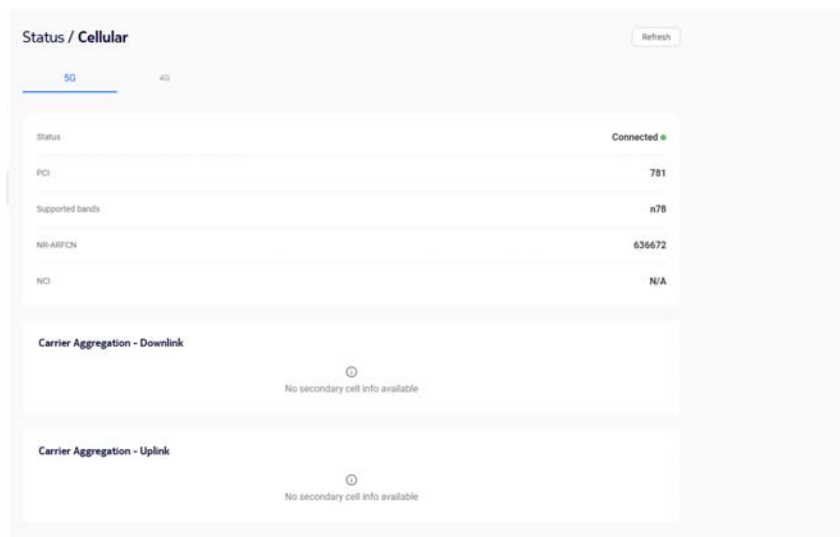 Status / Cellular
Refresh
5G
4G
Status
Connected
PCI
781
Supported bands
n78
NR-ARFCN
636672
NCI
N/A
Carrier Aggregation - Downlink
No secondary cell info available
Carrier Aggregation - Uplink
No secondary cell info available